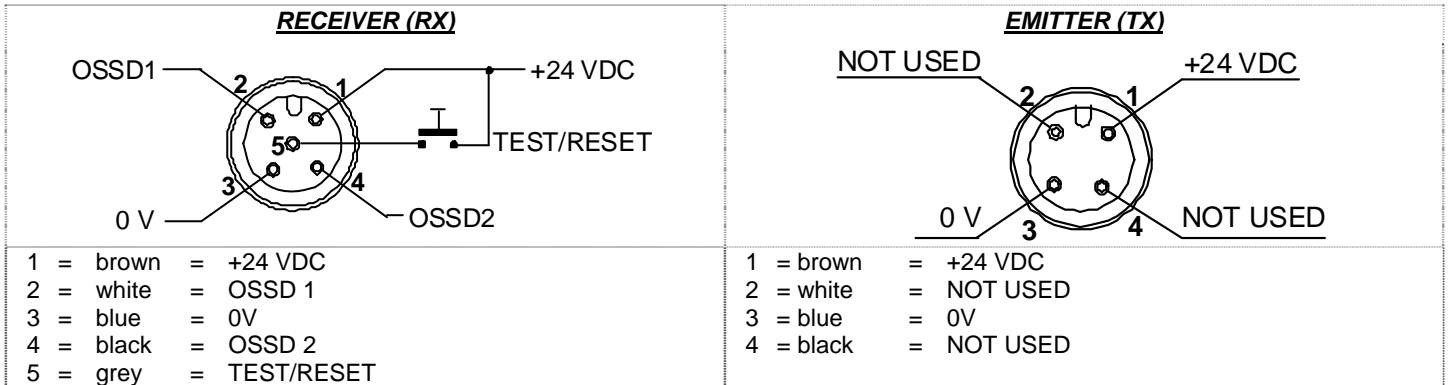 RECEIVER (RX)
OSSD1
+24 VDC
2
1
5
TEST/RESET
3
4
0 V
OSSD2
1 = brown = +24 VDC
2 = white = OSSD 1
3 = blue = 0V
4 = black = OSSD 2
5 = grey = TEST/RESET
EMITTER (TX)
NOT USED
+24 VDC
2
1
0 V
3
4
NOT USED
1 = brown = +24 VDC
2 = white = NOT USED
3 = blue = 0V
4 = black = NOT USED